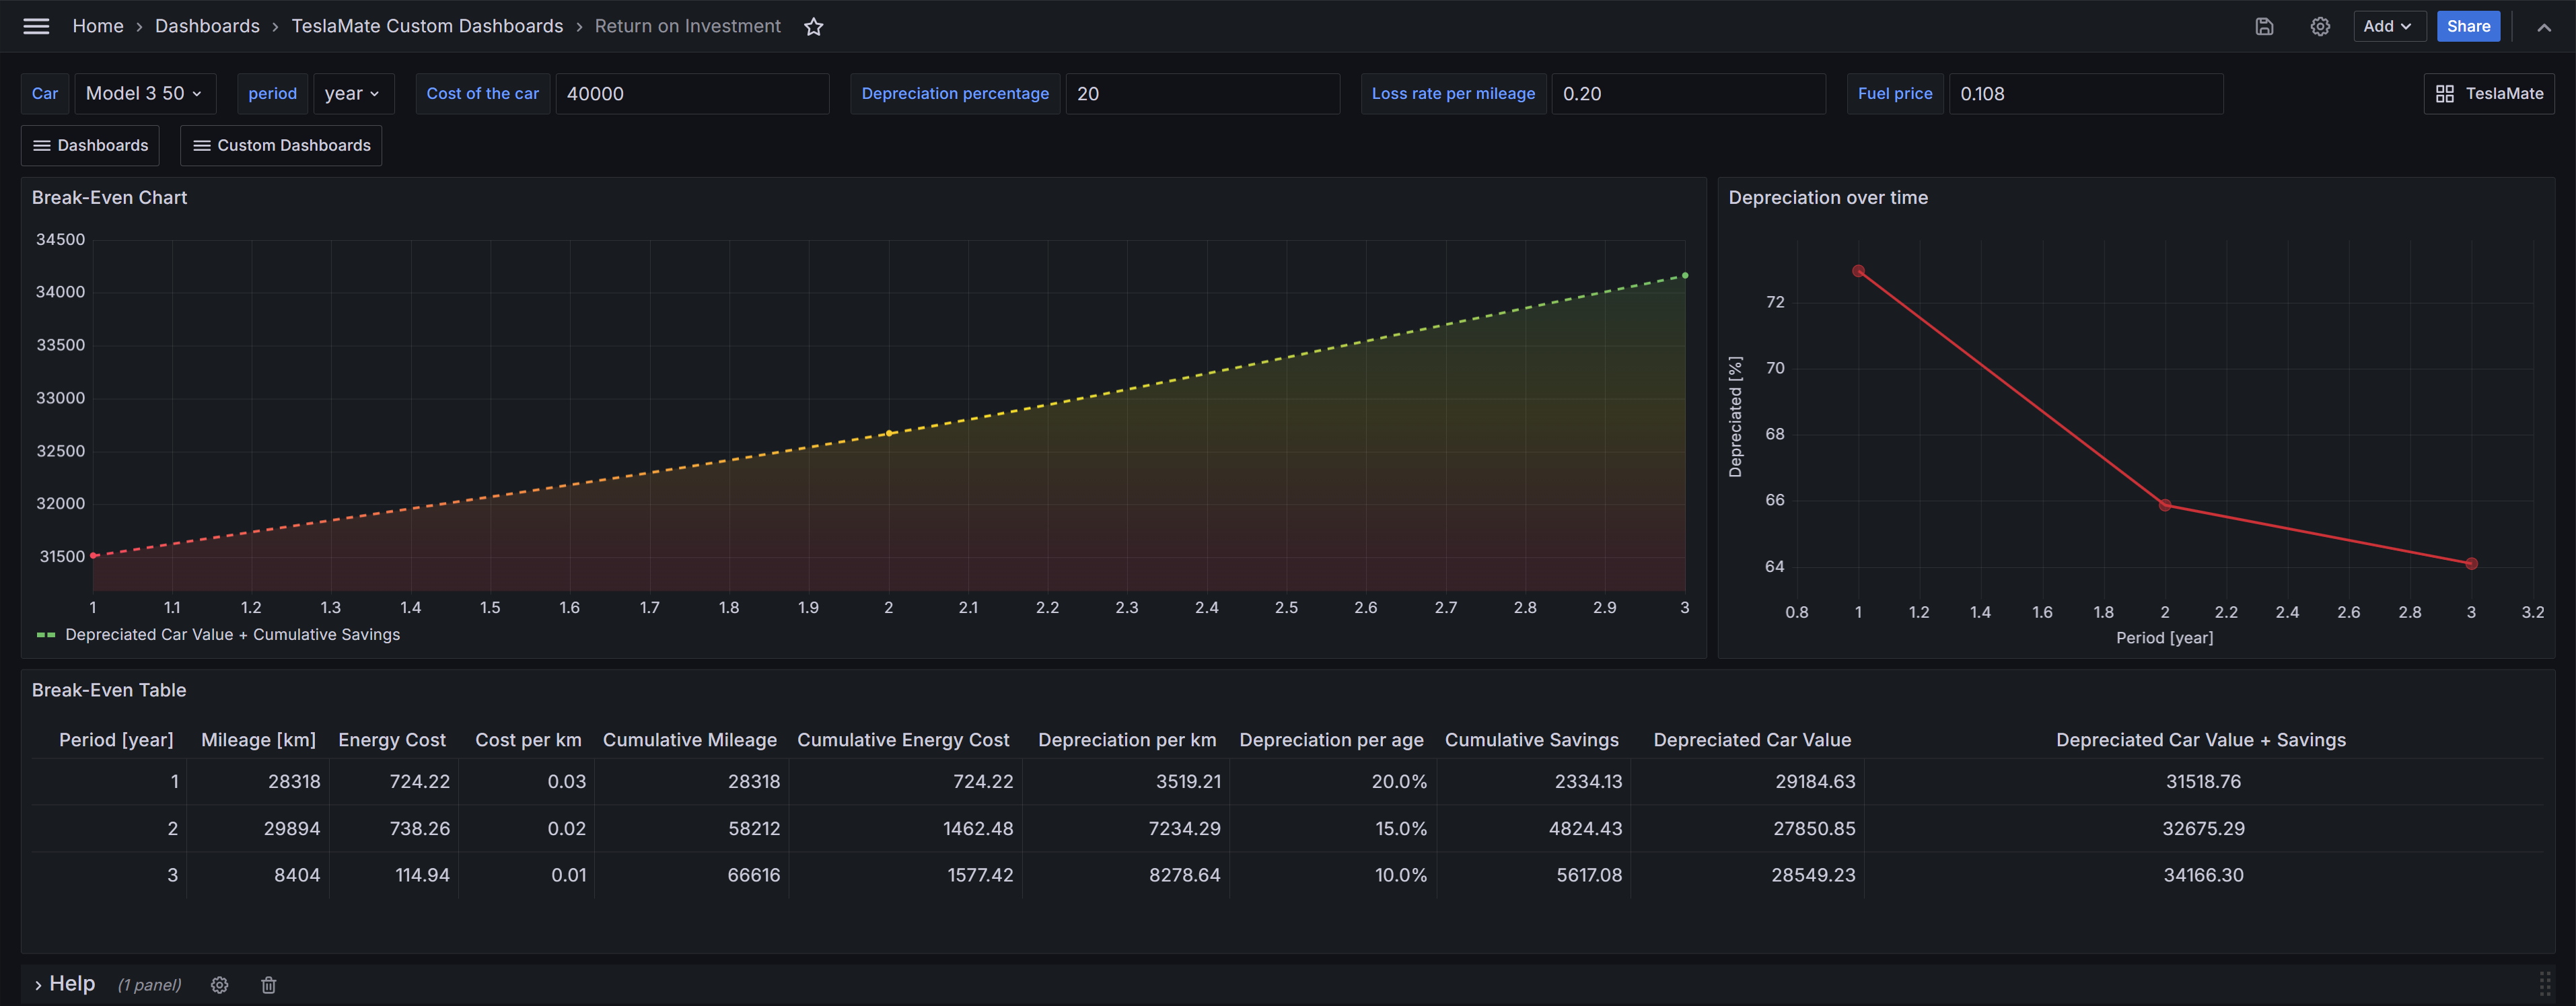 Home › Dashboards › TeslaMate Custom Dashboards › Return on Investment
Add
Share
Car Model 3 50 period year Cost of the car 40000 Depreciation percentage 20 Loss rate per mileage 0.20 Fuel price 0.108 TeslaMate
Dashboards Custom Dashboards
Break-Even Chart
34500
34000
33500
33000
32500
32000
31500
1 1.1 1.2 1.3 1.4 1.5 1.6 1.7 1.8 1.9 2 2.1 2.2 2.3 2.4 2.5 2.6 2.7 2.8 2.9 3
Depreciated Car Value + Cumulative Savings
Depreciation over time
Depreciated [%]
72
70
68
66
64
0.8 1 1.2 1.4 1.6 1.8 2 2.2 2.4 2.6 2.8 3 3.2
Period [year]
Break-Even Table
Period [year] Mileage [km] Energy Cost Cost per km Cumulative Mileage Cumulative Energy Cost Depreciation per km Depreciation per age Cumulative Savings Depreciated Car Value Depreciated Car Value + Savings
1 28318 724.22 0.03 28318 724.22 3519.21 20.0% 2334.13 29184.63 31518.76
2 29894 738.26 0.02 58212 1462.48 7234.29 15.0% 4824.43 27850.85 32675.29
3 8404 114.94 0.01 66616 1577.42 8278.64 10.0% 5617.08 28549.23 34166.30
› Help (1 panel)